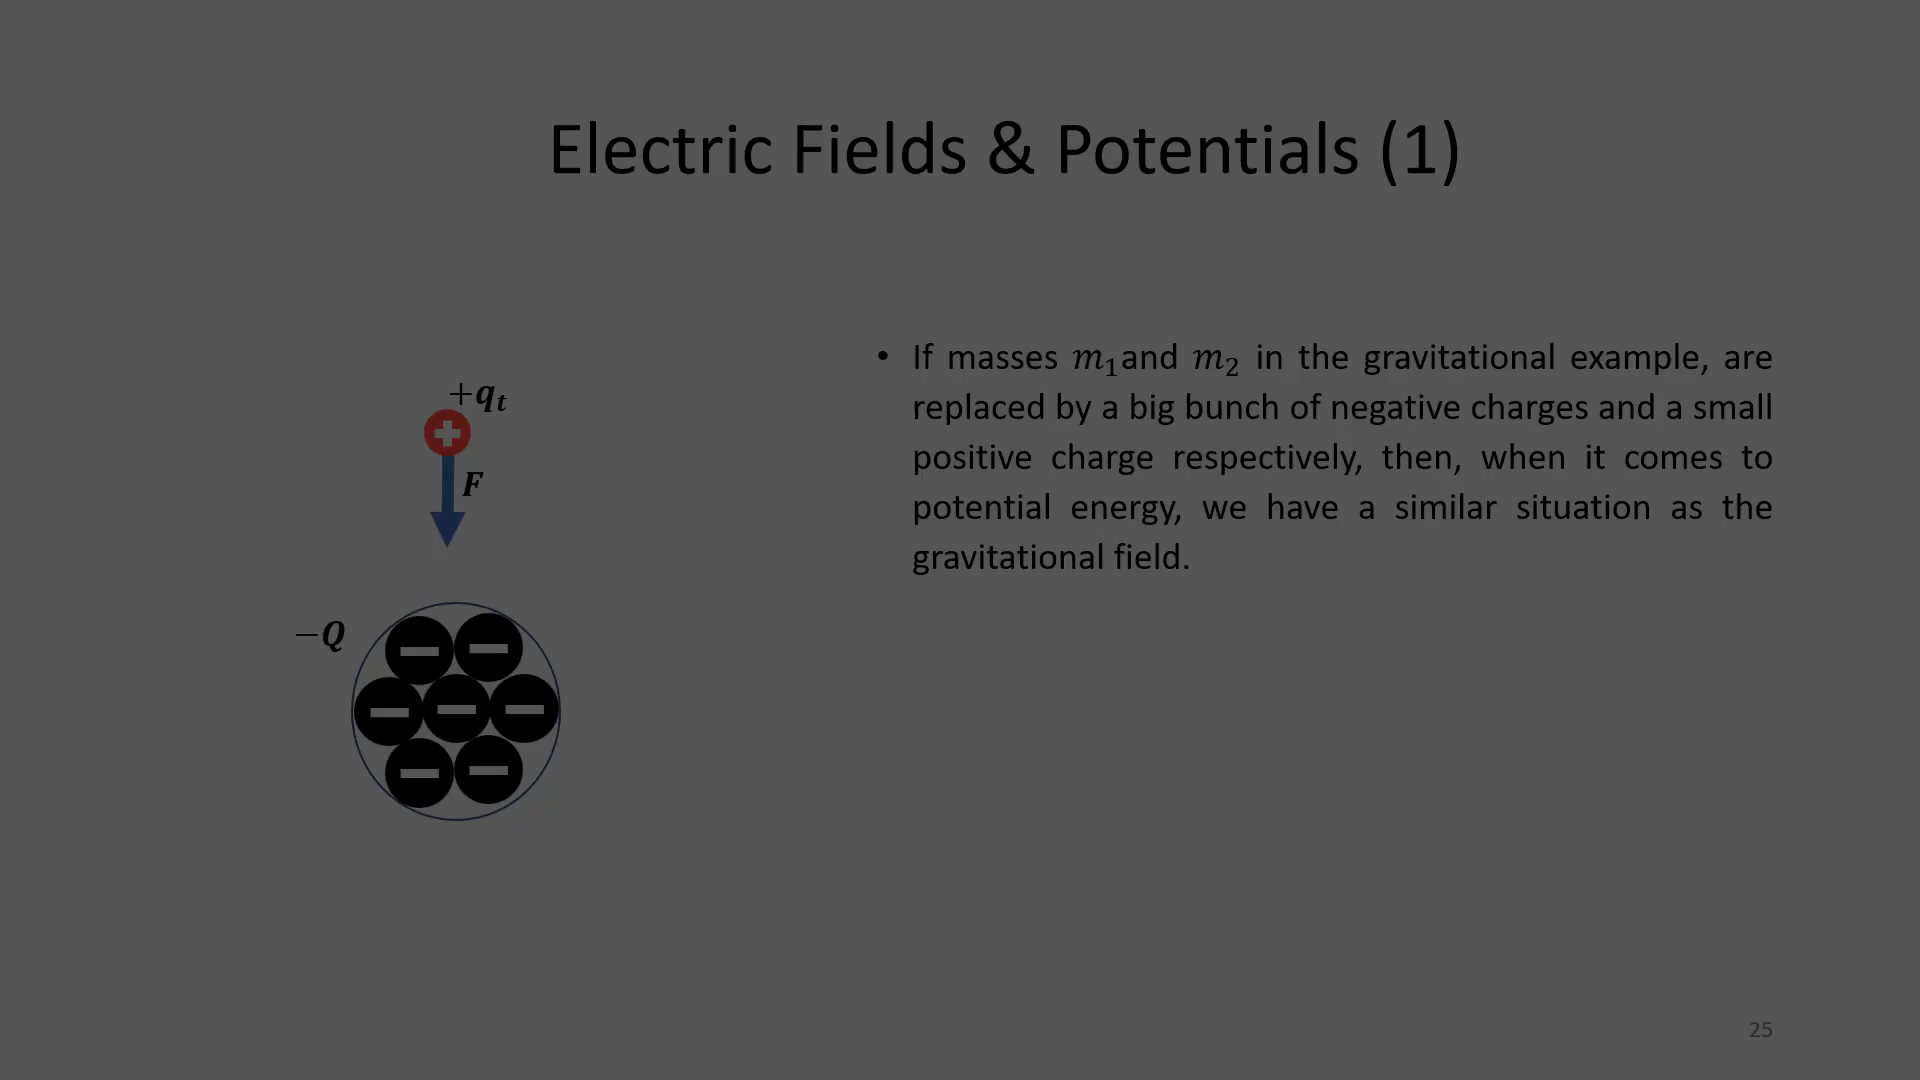 Electric Fields & Potentials (1)
+qₜ
F
−Q
• If masses m₁and m₂ in the gravitational example, are
replaced by a big bunch of negative charges and a small
positive charge respectively, then, when it comes to
potential energy, we have a similar situation as the
gravitational field.
25